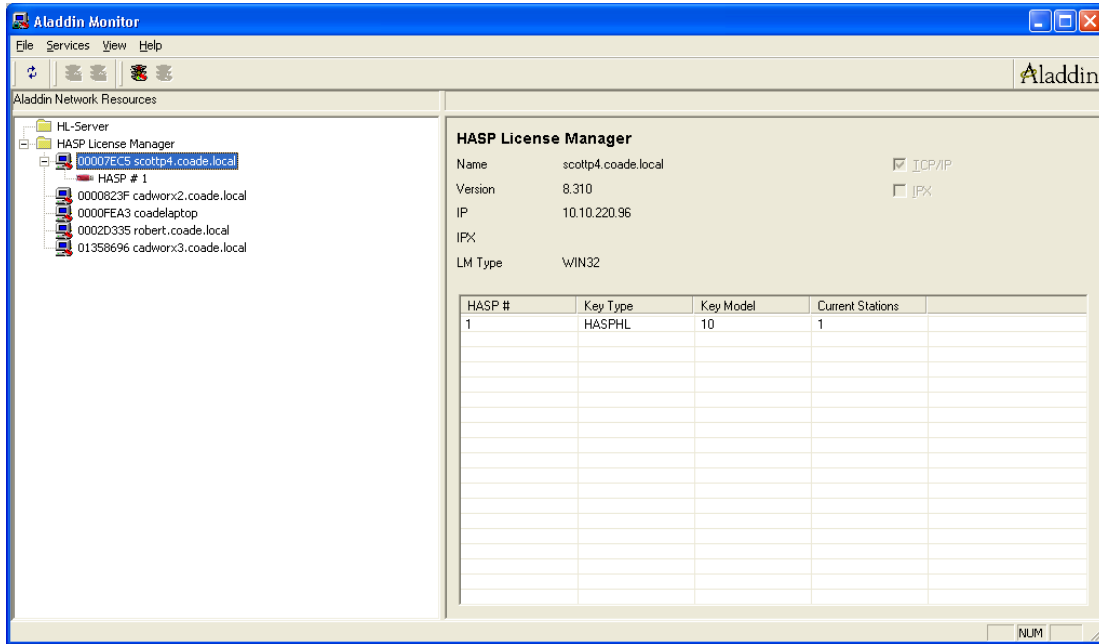 Aladdin Monitor
File Services View Help
Aladdin
Aladdin Network Resources
HL-Server
HASP License Manager
00007EC5 scottp4.coade.local
HASP # 1
0000823F cadworx2.coade.local
0000FEA3 coadelaptop
0002D335 robert.coade.local
01358696 cadworx3.coade.local
HASP License Manager
Name scottp4.coade.local TCP/IP
Version 8.310 IPX
IP 10.10.220.96
IPX
LM Type WIN32
HASP # Key Type Key Model Current Stations
1 HASPHL 10 1
NUM